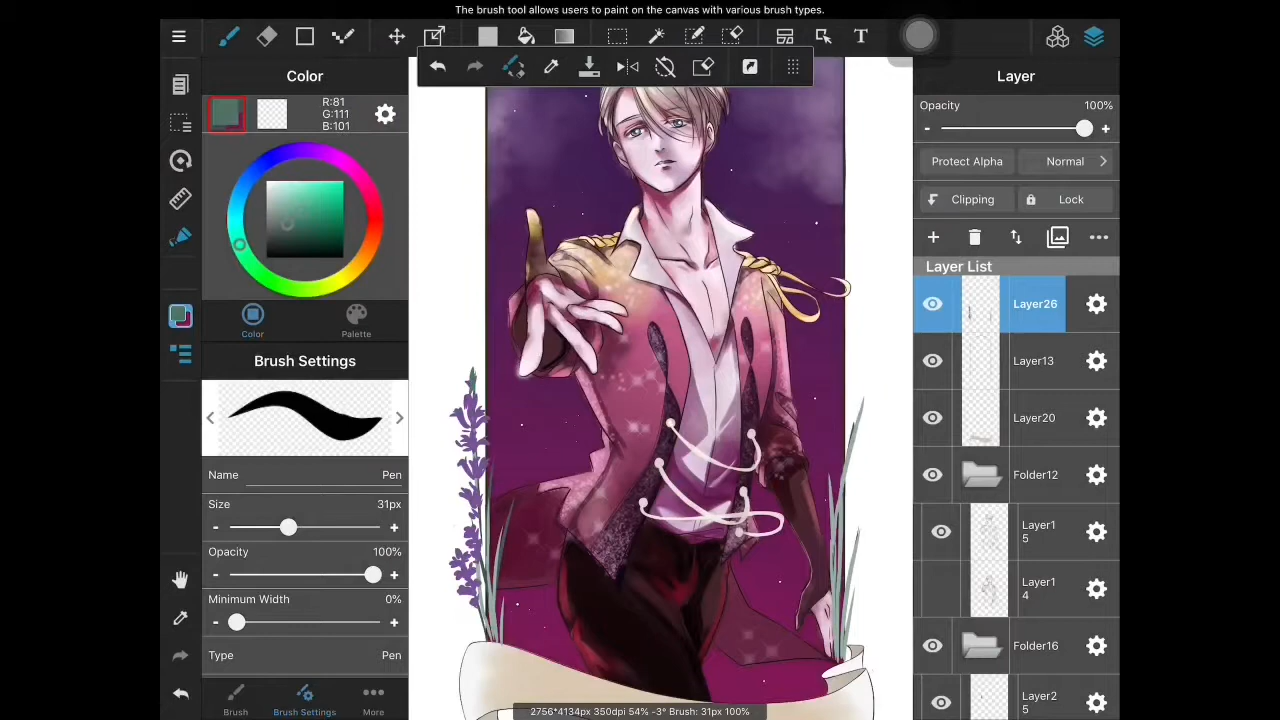 The brush tool allows users to paint on the canvas with various brush types.
T
Color
R:81
G:111
B:101
Color
Palette
Brush Settings
Name
Pen
Size
31px
Opacity
100%
Minimum Width
0%
Type
Pen
Brush
Brush Settings
More
2756*4134px 350dpi 54% -3° Brush: 31px 100%
Layer
Opacity
100%
Protect Alpha
Normal
Clipping
Lock
Layer List
Layer26
Layer13
Layer20
Folder12
Layer1
5
Layer1
4
Folder16
Layer2
5